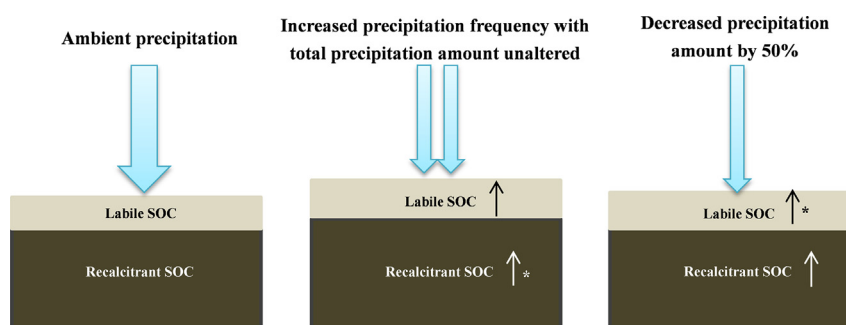 Ambient precipitation
Increased precipitation frequency with
total precipitation amount unaltered
Decreased precipitation
amount by 50%
Labile SOC
Recalcitrant SOC
Labile SOC
Recalcitrant SOC *
Labile SOC *
Recalcitrant SOC